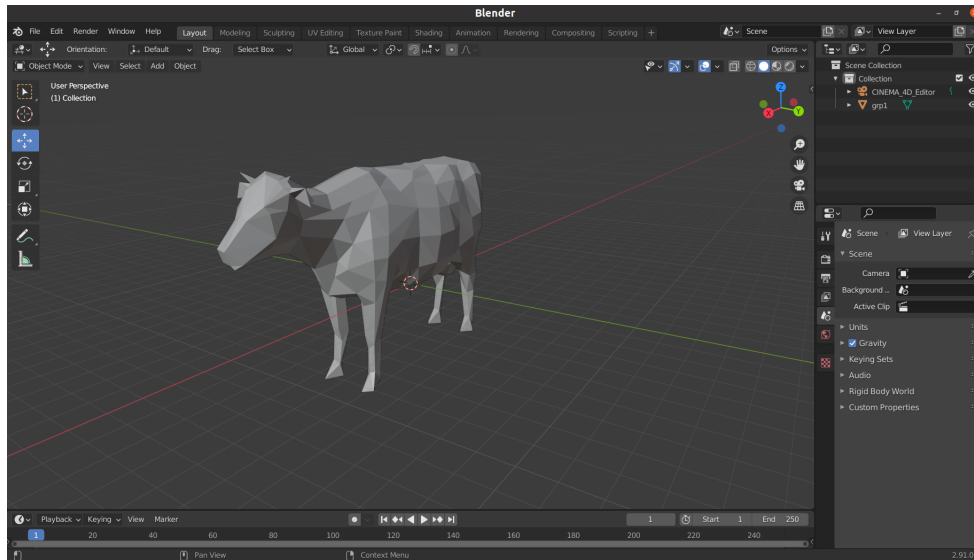 Blender
File Edit Render Window Help Layout Modeling Sculpting UV Editing Texture Paint Shading Animation Rendering Compositing Scripting + Scene View Layer
Orientation: Default Drag: Select Box Global Options
Object Mode View Select Add Object
User Perspective
(1) Collection
Z
X
Y
Scene Collection
Collection
CINEMA_4D_Editor
grp1
Scene View Layer
Scene
Camera
Background ..
Active Clip
Units
Gravity
Keying Sets
Audio
Rigid Body World
Custom Properties
Playback Keying View Marker 1 Start 1 End 250
1 20 40 60 80 100 120 140 160 180 200 220 240
Pan View Context Menu 2.91.0